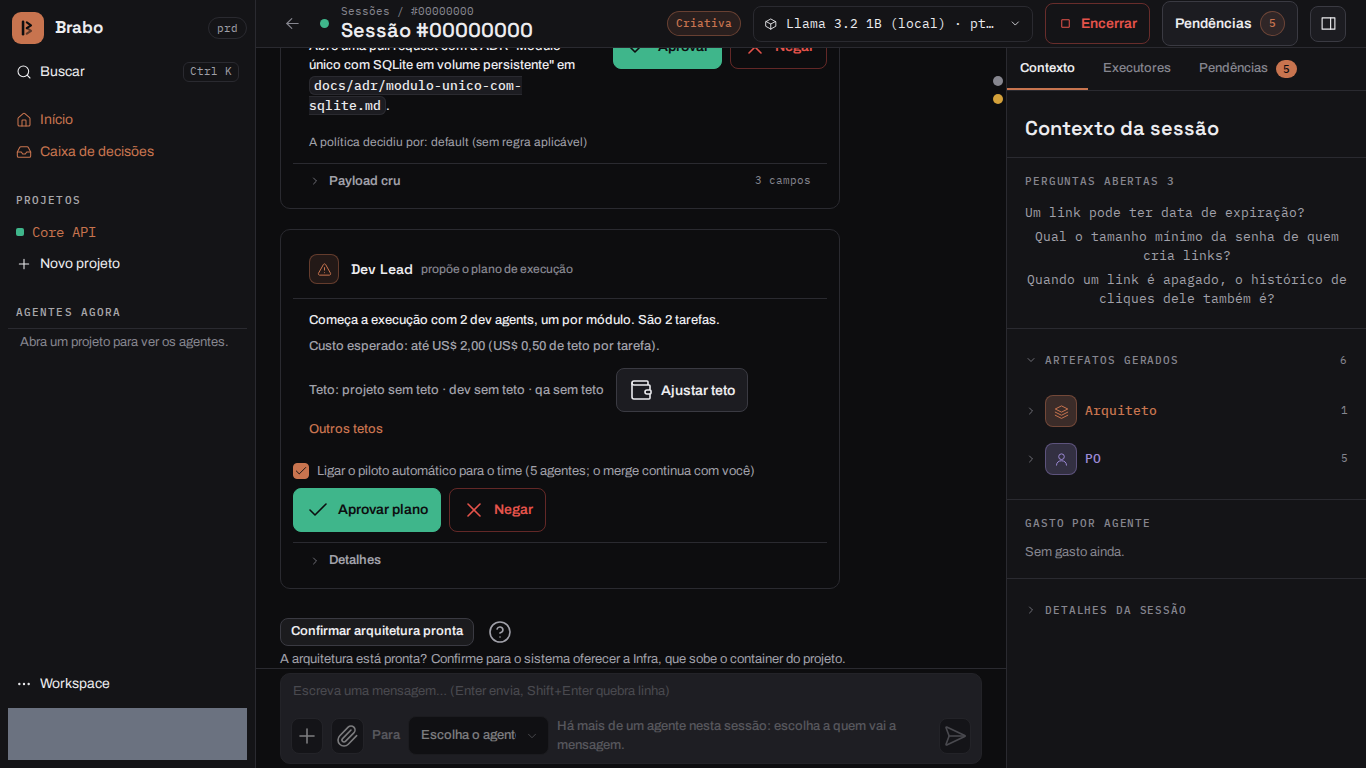 Brabo
prd
Buscar
Ctrl K
Início
Caixa de decisões
PROJETOS
Core API
Novo projeto
AGENTES AGORA
Abra um projeto para ver os agentes.
Workspace
Sessões / #00000000
Sessão #00000000
Criativa
Llama 3.2 1B (local) · pt…
Encerrar
Pendências 5
único com SQLite em volume persistente" em
docs/adr/modulo-unico-com-
sqlite.md.
Aprovar
Negar
A política decidiu por: default (sem regra aplicável)
Payload cru
3 campos
Dev Lead propõe o plano de execução
Começa a execução com 2 dev agents, um por módulo. São 2 tarefas.
Custo esperado: até US$ 2,00 (US$ 0,50 de teto por tarefa).
Teto: projeto sem teto · dev sem teto · qa sem teto
Ajustar teto
Outros tetos
Ligar o piloto automático para o time (5 agentes; o merge continua com você)
Aprovar plano
Negar
Detalhes
Confirmar arquitetura pronta
A arquitetura está pronta? Confirme para o sistema oferecer a Infra, que sobe o container do projeto.
Escreva uma mensagem... (Enter envia, Shift+Enter quebra linha)
Para
Escolha o agent
Há mais de um agente nesta sessão: escolha a quem vai a
mensagem.
Contexto
Executores
Pendências 5
Contexto da sessão
PERGUNTAS ABERTAS 3
Um link pode ter data de expiração?
Qual o tamanho mínimo da senha de quem
cria links?
Quando um link é apagado, o histórico de
cliques dele também é?
ARTEFATOS GERADOS
6
Arquiteto
1
PO
5
GASTO POR AGENTE
Sem gasto ainda.
DETALHES DA SESSÃO